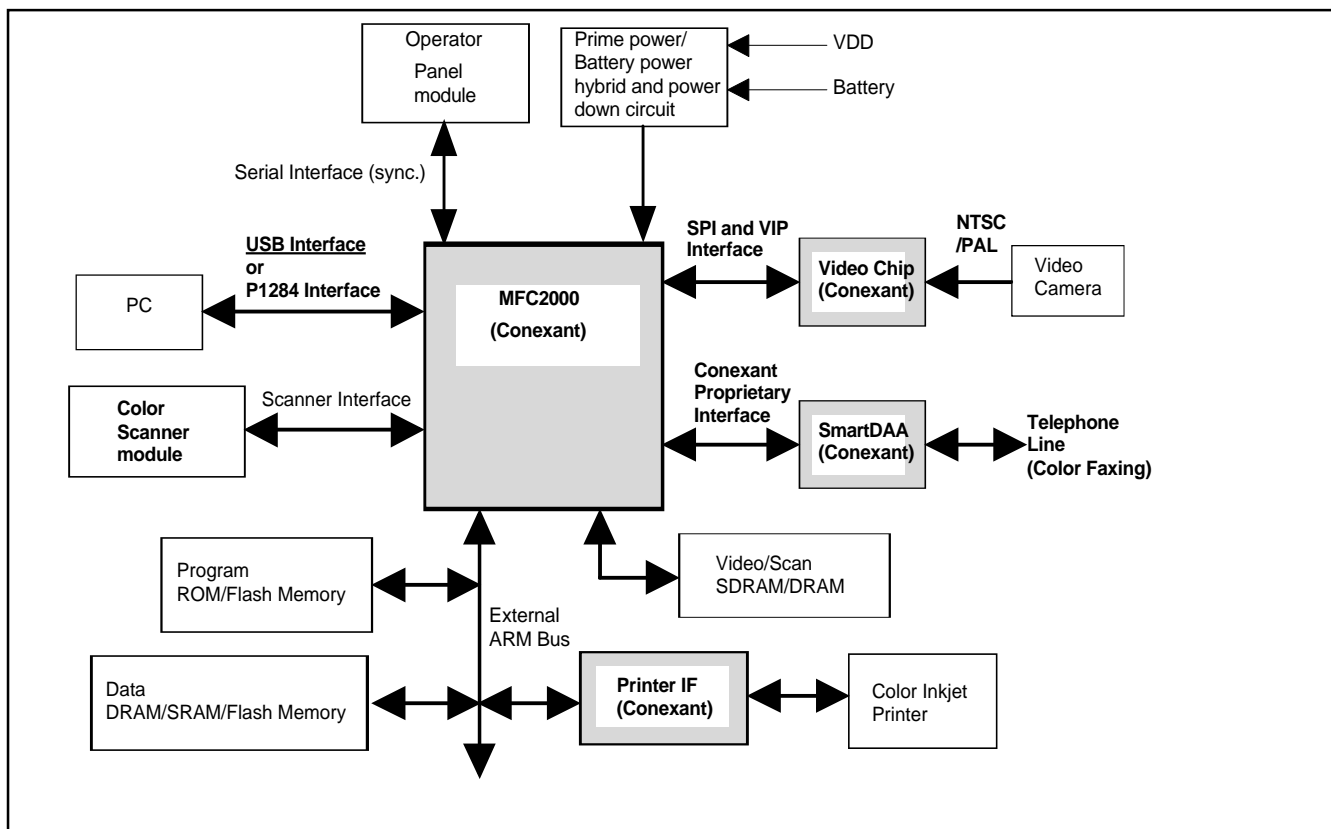 Operator
Panel
module
Prime power/
Battery power
hybrid and power
down circuit
VDD
Battery
Serial Interface (sync.)
USB Interface
or
P1284 Interface
PC
MFC2000
(Conexant)
SPI and VIP
Interface
Video Chip
(Conexant)
NTSC
/PAL
Video
Camera
Color
Scanner
module
Scanner Interface
Conexant
Proprietary
Interface
SmartDAA
(Conexant)
Telephone
Line
(Color Faxing)
Program
ROM/Flash Memory
Video/Scan
SDRAM/DRAM
External
ARM Bus
Data
DRAM/SRAM/Flash Memory
Printer IF
(Conexant)
Color Inkjet
Printer